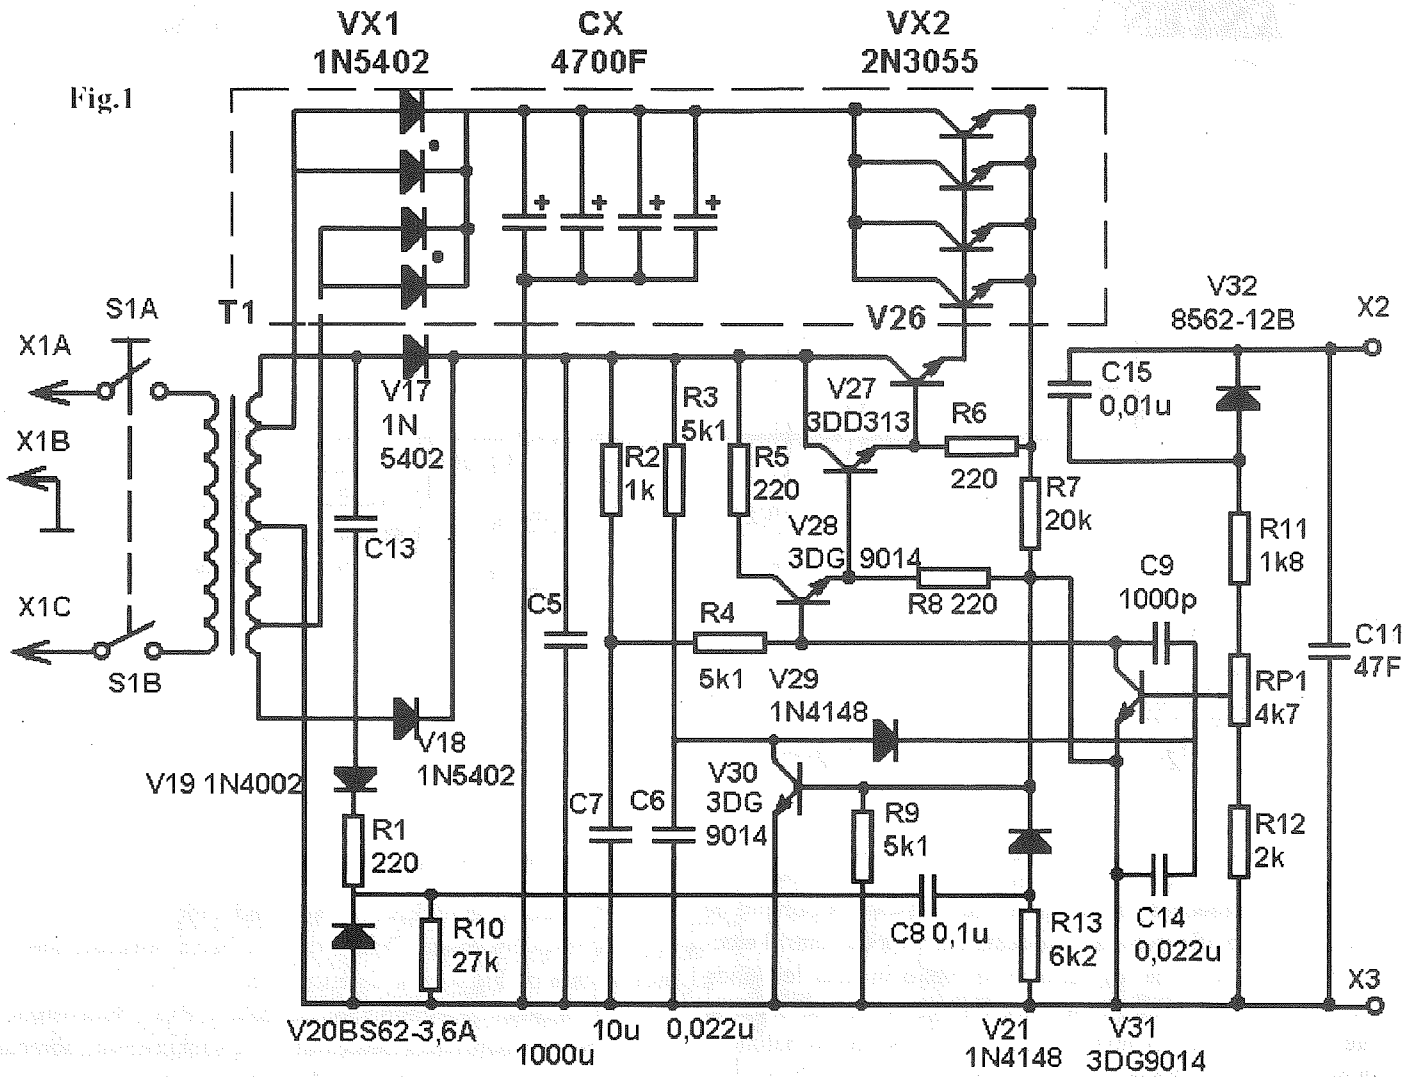 VX1
1N5402
CX
4700F
VX2
2N3055
Fig.1
+
+
+
+
T1
V26
V32
8562-12B
X2
S1A
X1A
X1B
X1C
S1B
V17
1N
5402
C13
V18
1N5402
V19 1N4002
R1
220
R10
27k
V20BS62-3,6A
C5
1000u
R2
1k
R3
5k1
R5
220
V27
3DD313
R6
220
R7
20k
V28
3DG 9014
R8 220
R4
5k1
V29
1N4148
V30
3DG
9014
C7
10u
C6
0,022u
R9
5k1
C8 0,1u
R13
6k2
V21
1N4148
C9
1000p
C14
0,022u
V31
3DG9014
C15
0,01u
R11
1k8
RP1
4k7
R12
2k
C11
47F
X3